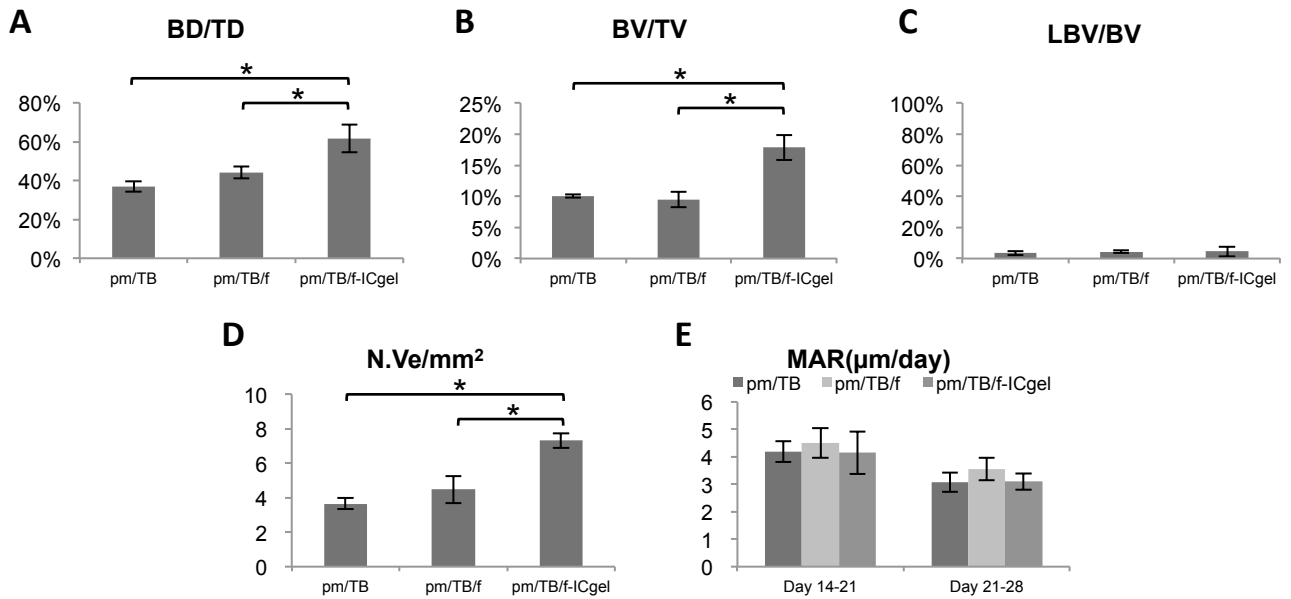 A
BD/TD
*
*
80%
60%
40%
20%
0%
pm/TB pm/TB/f pm/TB/f-ICgel
B
BV/TV
*
*
25%
20%
15%
10%
5%
0%
pm/TB pm/TB/f pm/TB/f-ICgel
C
LBV/BV
100%
80%
60%
40%
20%
0%
pm/TB pm/TB/f pm/TB/f-ICgel
D
N.Ve/mm²
*
*
10
8
6
4
2
0
pm/TB pm/TB/f pm/TB/f-ICgel
E
MAR(µm/day)
pm/TB pm/TB/f pm/TB/f-ICgel
6
5
4
3
2
1
0
Day 14-21 Day 21-28